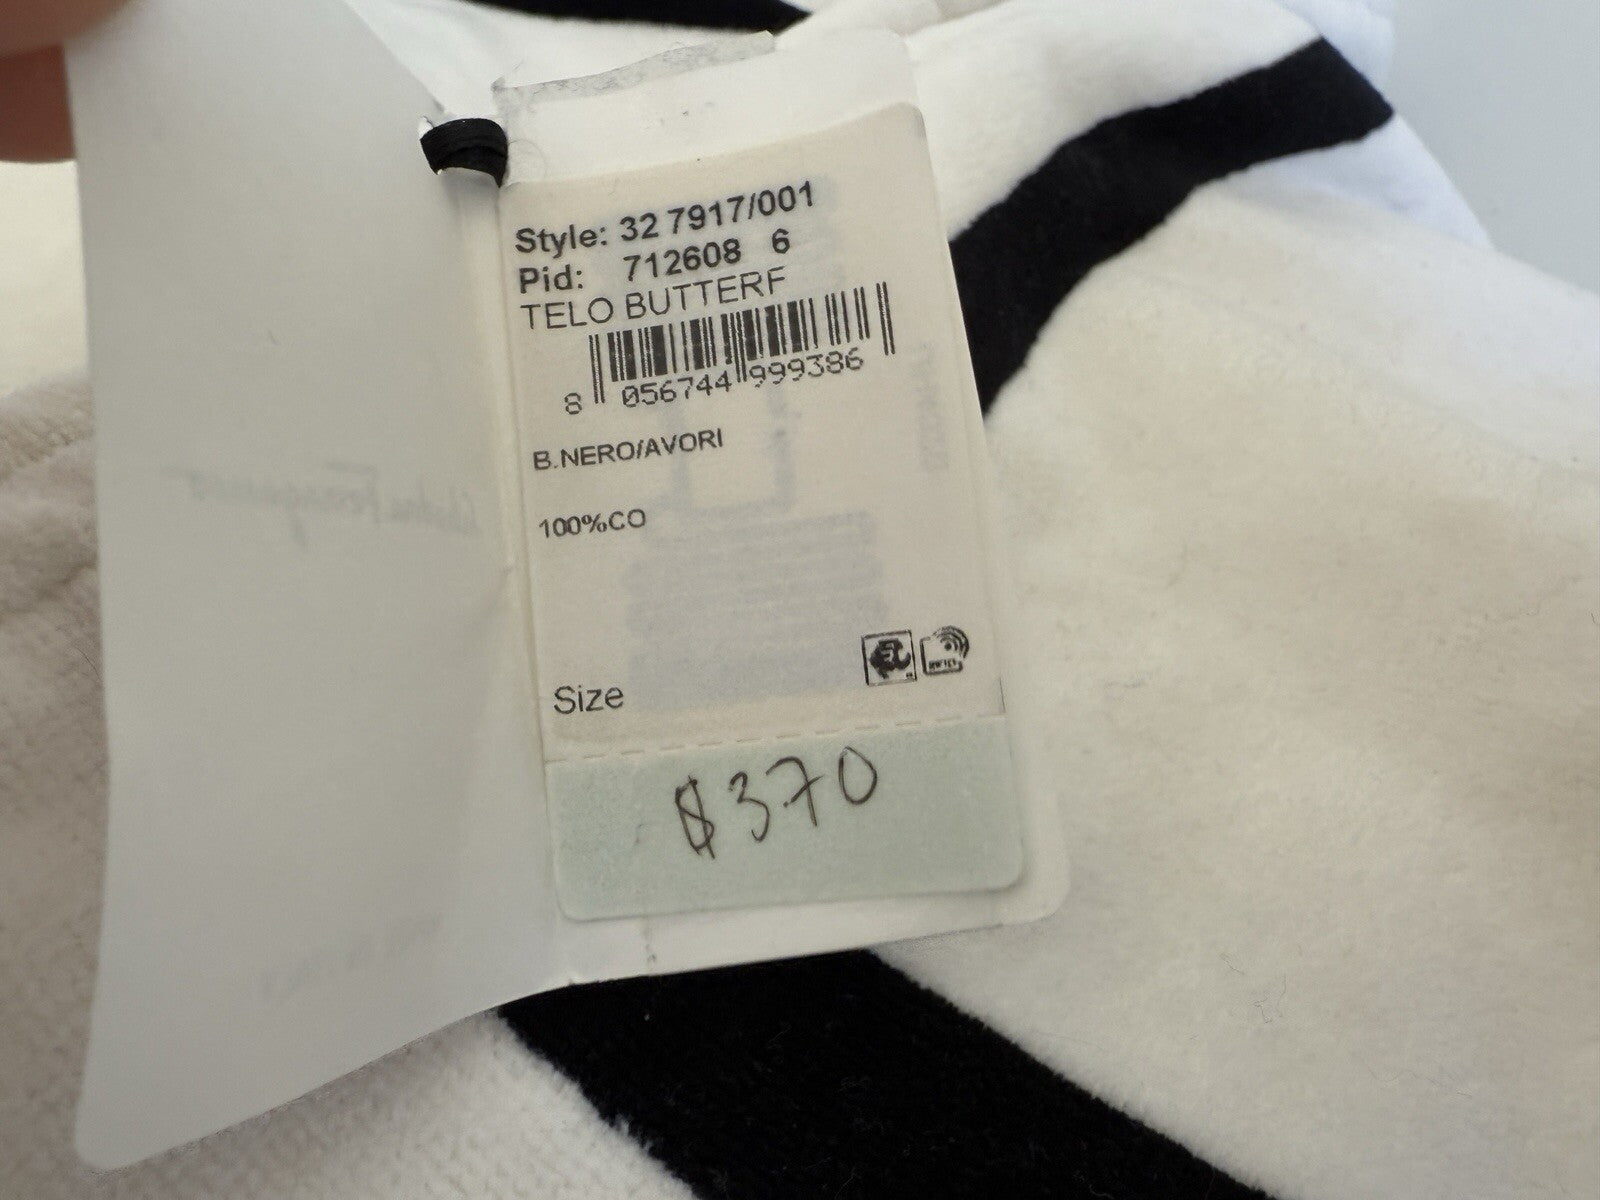 Style: 32 7917/001
Pid: 712608 6
TELO BUTTERF
8 056744 999386
B.NERO/AVORI
100%CO
Size
$370